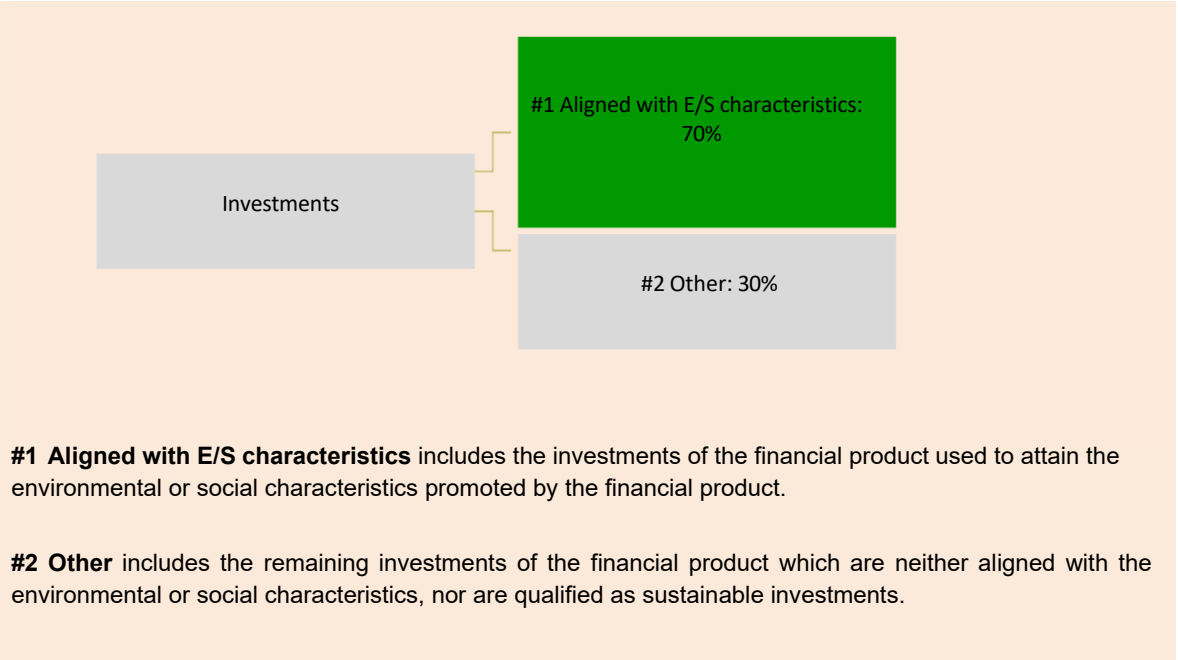 #1 Aligned with E/S characteristics:
70%
Investments
#2 Other: 30%
#1 Aligned with E/S characteristics includes the investments of the financial product used to attain the
environmental or social characteristics promoted by the financial product.
#2 Other includes the remaining investments of the financial product which are neither aligned with the
environmental or social characteristics, nor are qualified as sustainable investments.